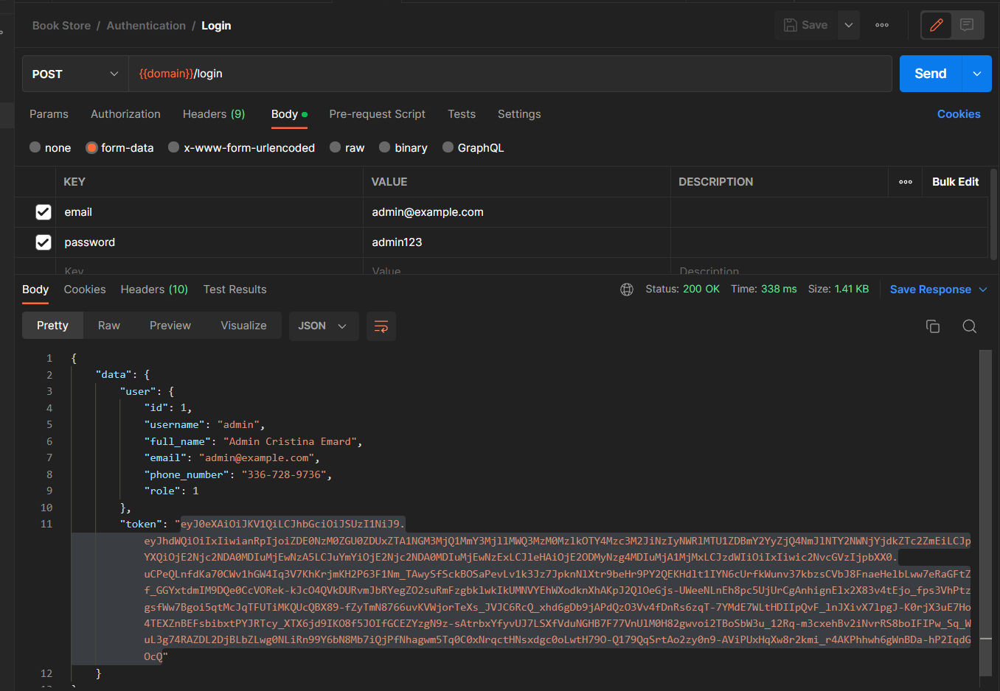 Book Store / Authentication / Login
Save
POST
{{domain}}/login
Send
Params Authorization Headers (9) Body Pre-request Script Tests Settings Cookies
none form-data x-www-form-urlencoded raw binary GraphQL
KEY VALUE DESCRIPTION Bulk Edit
email admin@example.com
password admin123
Key Value Description
Body Cookies Headers (10) Test Results Status: 200 OK Time: 338 ms Size: 1.41 KB Save Response
Pretty Raw Preview Visualize JSON
1 {
2 "data": {
3 "user": {
4 "id": 1,
5 "username": "admin",
6 "full_name": "Admin Cristina Emard",
7 "email": "admin@example.com",
8 "phone_number": "336-728-9736",
9 "role": 1
10 },
11 "token": "eyJ0eXAiOiJKV1QiLCJhbGciOiJSUzI1NiJ9.
eyJhdWQiOiIxIiwianRpIjoiZDE0NzM0ZGU0ZDUxZTA1NGM3MjQ1MmY3MjllMWQ3MzM0MzlkOTY4Mzc3M2JiNzIyNWRlMTU1ZDBmY2YyZjQ4NmJlNTY2NWNjYjdkZTc2ZmEiLCJp
YXQiOjE2Njc2NDA0MDIuMjEwNzA5LCJuYmYiOjE2Njc2NDA0MDIuMjEwNzExLCJleHAiOjE2ODMyNzg4MDIuMjA1MjMxLCJzdWIiOiIxIiwic2NvcGVzIjpbXX0.
uCPeQLnfdKa70CWv1hGW4Iq3V7KhKrjmKH2P63F1Nm_TAwySfSckBOSaPevLv1k3Jz7JpknNlXtr9beHr9PY2QEKHdlt1IYN6cUrfkWunv37kbzsCVbJ8FnaeHelbLww7eRaGFtZ
f_GGYxtdmIM9DQe0CcVORek-kJcO4QVkDURvmJbRYegZO2suRmFzgbklwkIkUMNVYEhWXodknXhAKpJ2QlOeGjs-UWeeNLnEh8pc5UjUrCgAnhignElx2X83v4tEjo_fps3VhPtz
gsfWw7Bgoi5qtMcJqTFUTiMKQUcQBX89-fZyTmN8766uvKVWjorTeXs_JVJC6RcQ_xhd6gDb9jAPdQzO3Vv4fDnRs6zqT-7YMdE7WLtHDIIpQvF_lnJXivX7lpgJ-K0rjX3uE7Ho
4TEXZnBEFsbibxtPYJRTcy_XTX6jd9IKO8f5JOIfGCEZYzgN9z-sAtrbxYfyvUJ7LSXfVduNGHB7F77VnUlM0H82gwvoi2TBoSbW3u_12Rq-m3cxehBv2iNvrRS8boIFIPw_Sq_W
uL3g74RAZDL2DjBLbZLwg0NLiRn99Y6bN8Mb7iQjPfNhagwm5Tq0C0xNrqctHNsxdgc0oLwtH79O-Q179QqSrtAo2zy0n9-AViPUxHqXw8r2kmi_r4AKPhhwh6gWnBDa-hP2IqdG
OcQ"
12 }